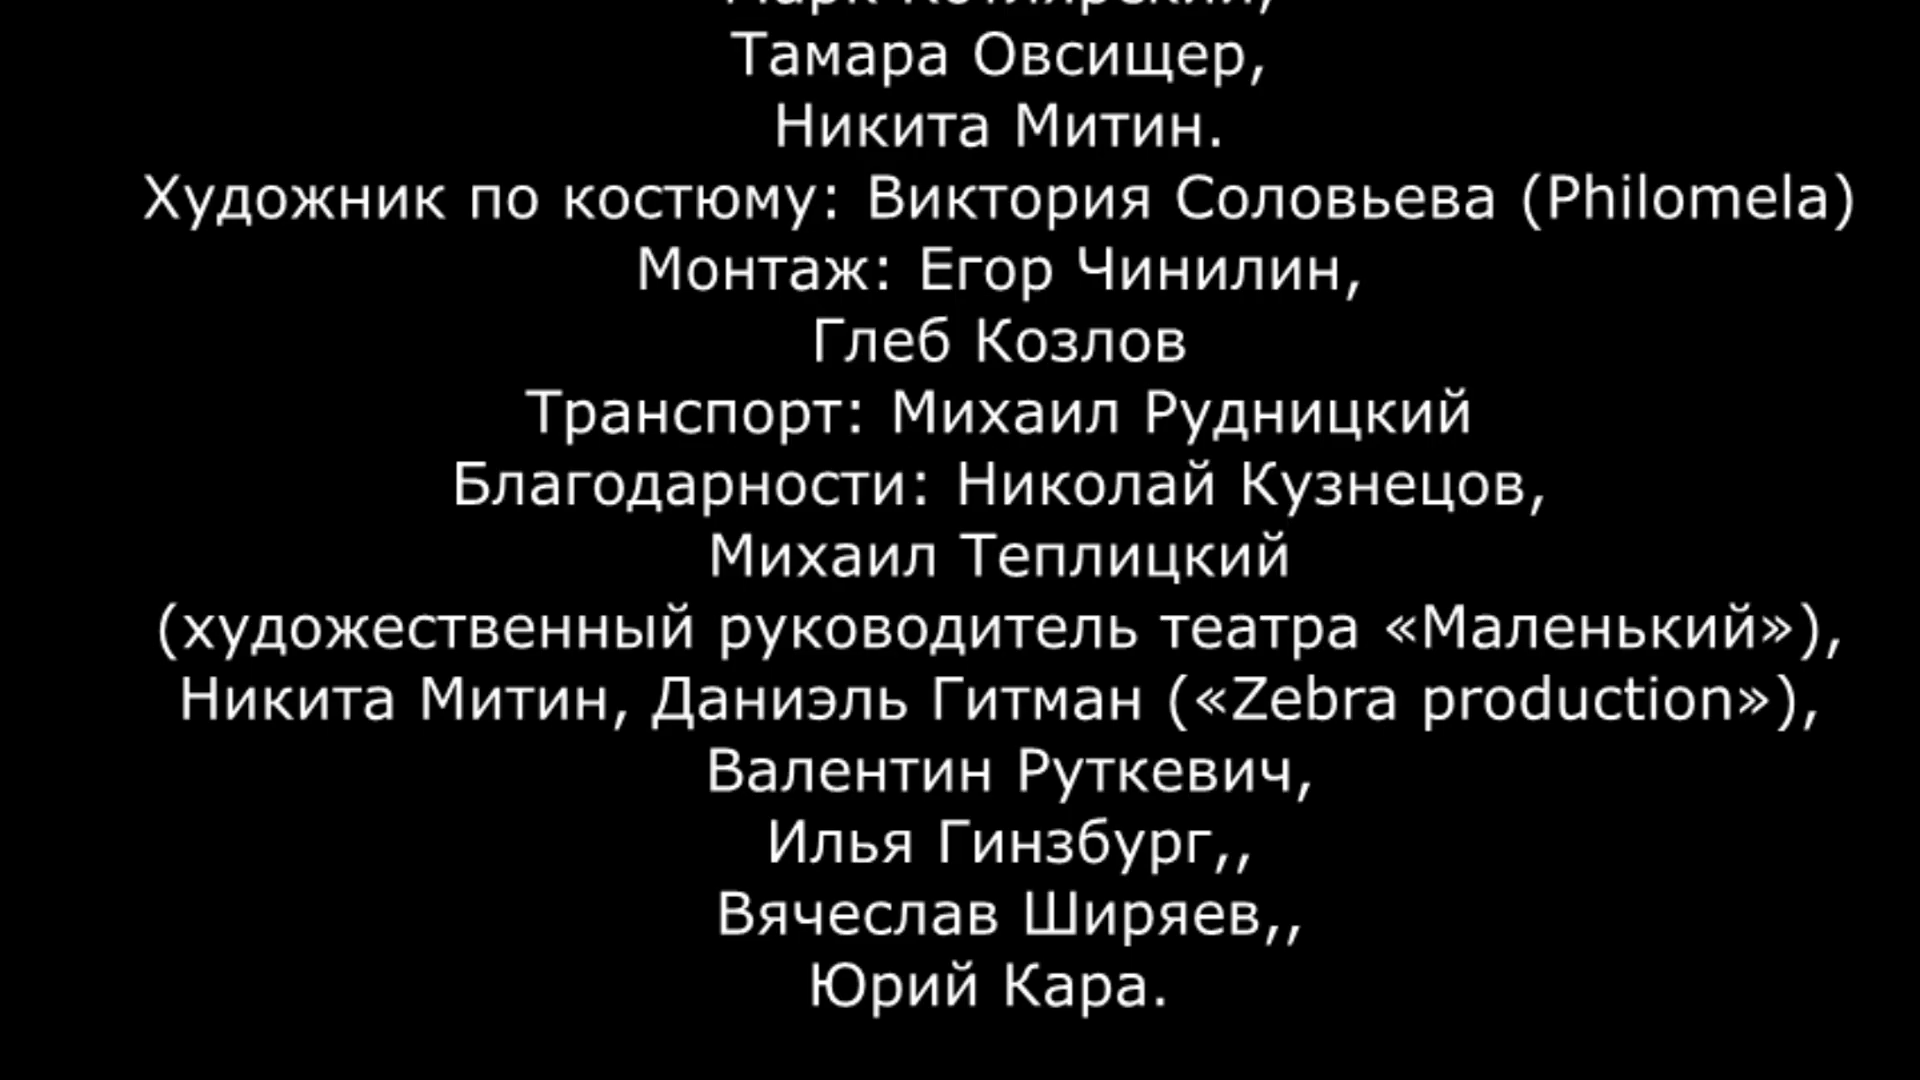 Тамара Овсищер,
Никита Митин.
Художник по костюму: Виктория Соловьева (Philomela)
Монтаж: Егор Чинилин,
Глеб Козлов
Транспорт: Михаил Рудницкий
Благодарности: Николай Кузнецов,
Михаил Теплицкий
(художественный руководитель театра «Маленький»),
Никита Митин, Даниэль Гитман («Zebra production»),
Валентин Руткевич,
Илья Гинзбург,,
Вячеслав Ширяев,,
Юрий Кара.